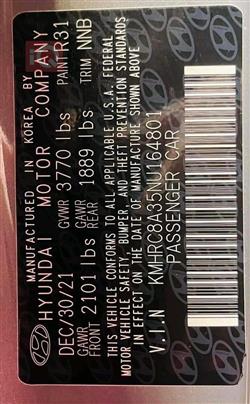 MANUFACTURED IN KOREA BY
HYUNDAI MOTOR COMPANY
DEC/30/21 GVWR 3770 lbs PAINT R31
GAWR FRONT 2101 lbs GAWR REAR 1889 lbs TRIM NNB
THIS VEHICLE CONFORMS TO ALL APPLICABLE U.S.A. FEDERAL
MOTOR VEHICLE SAFETY, BUMPER, AND THEFT PREVENTION STANDARDS
IN EFFECT ON THE DATE OF MANUFACTURE SHOWN ABOVE
V.I.N KMHRC8A35NU164801
PASSENGER CAR